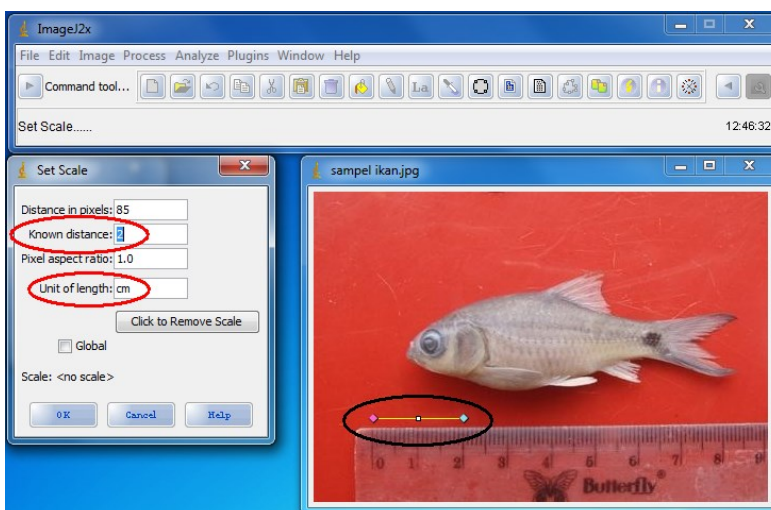 ImageJ2x
File Edit Image Process Analyze Plugins Window Help
Command tool...
La
Set Scale......
12:46:32
Set Scale
Distance in pixels: 85
Known distance: 2
Pixel aspect ratio: 1.0
Unit of length: cm
Click to Remove Scale
Global
Scale: <no scale>
OK Cancel Help
sampel ikan.jpg
0 1 2 3 4 5 6 7 8 9
Butterfly